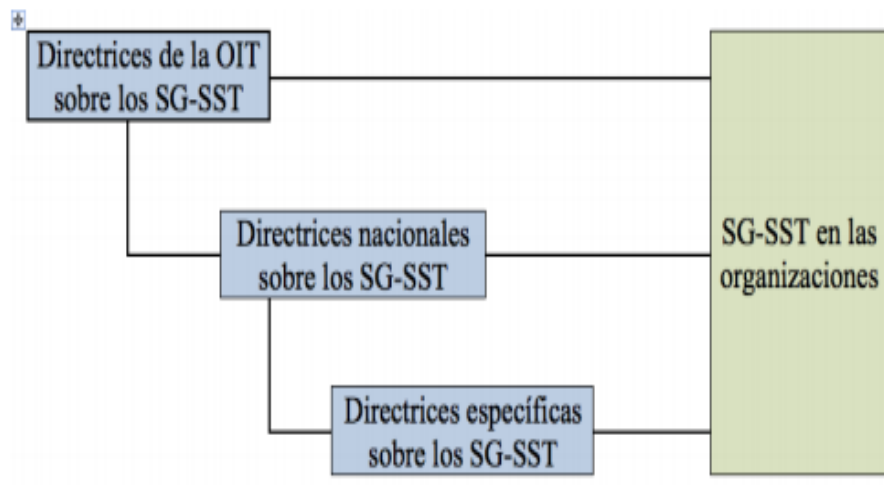 Directrices de la OIT
sobre los SG-SST
Directrices nacionales
sobre los SG-SST
SG-SST en las
organizaciones
Directrices específicas
sobre los SG-SST